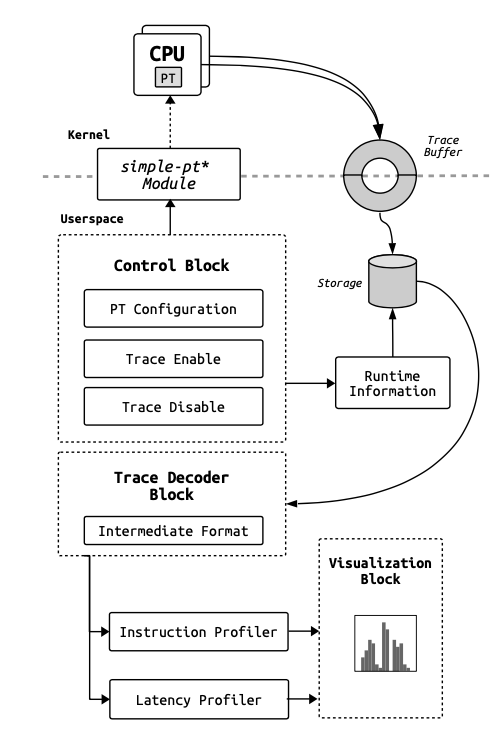 CPU
PT
Kernel
Trace
Buffer
simple-pt*
Module
Userspace
Control Block
Storage
PT Configuration
Trace Enable
Runtime
Information
Trace Disable
Trace Decoder
Block
Intermediate Format
Visualization
Block
Instruction Profiler
Latency Profiler